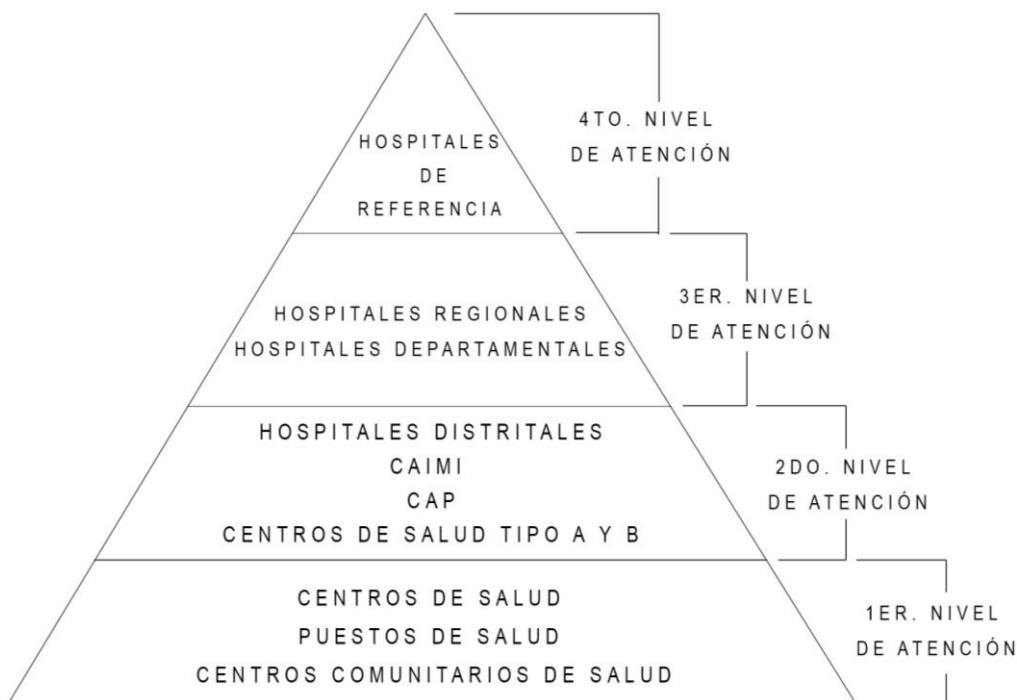 HOSPITALES
DE
REFERENCIA
4TO. NIVEL
DE ATENCIÓN
HOSPITALES REGIONALES
HOSPITALES DEPARTAMENTALES
3ER. NIVEL
DE ATENCIÓN
HOSPITALES DISTRITALES
CAIMI
CAP
CENTROS DE SALUD TIPO A Y B
2DO. NIVEL
DE ATENCIÓN
CENTROS DE SALUD
PUESTOS DE SALUD
CENTROS COMUNITARIOS DE SALUD
1ER. NIVEL
DE ATENCIÓN